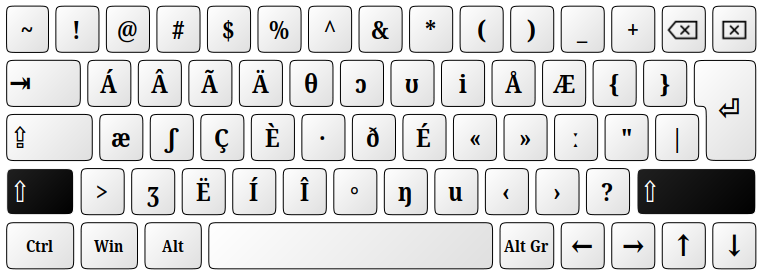 ~ ! @ # $ % ^ & * ( ) _ +
Á Â Ã Ä θ ɔ ʊ i Å Æ { }
æ ʃ Ç È · ð É « » ː " |
> ʒ Ë Í Î ° ŋ u ‹ › ?
Ctrl Win Alt Alt Gr ← → ↑ ↓